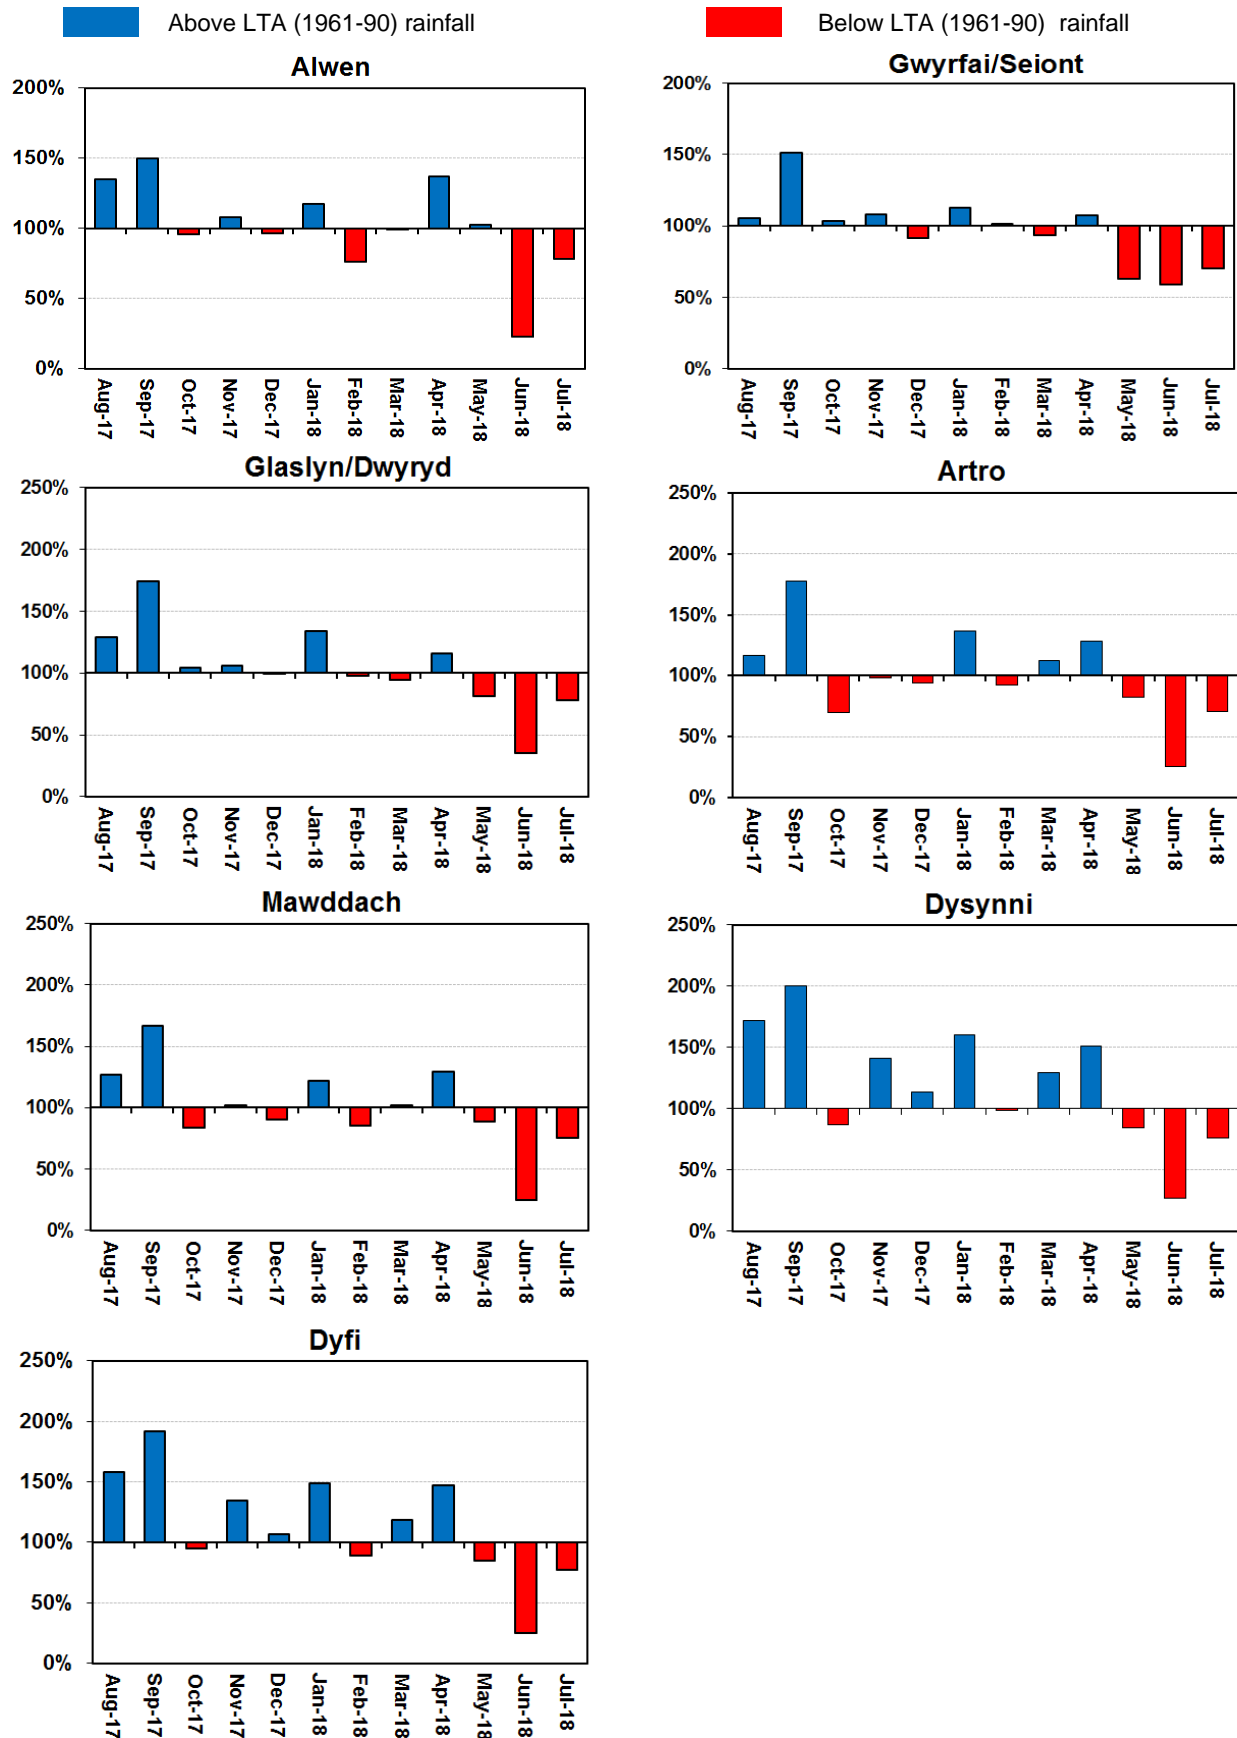 Above LTA (1961-90) rainfall
Below LTA (1961-90) rainfall
Alwen
200%
150%
100%
50%
0%
Aug-17
Sep-17
Oct-17
Nov-17
Dec-17
Jan-18
Feb-18
Mar-18
Apr-18
May-18
Jun-18
Jul-18
Gwyrfai/Seiont
200%
150%
100%
50%
0%
Aug-17
Sep-17
Oct-17
Nov-17
Dec-17
Jan-18
Feb-18
Mar-18
Apr-18
May-18
Jun-18
Jul-18
Glaslyn/Dwyryd
250%
200%
150%
100%
50%
0%
Aug-17
Sep-17
Oct-17
Nov-17
Dec-17
Jan-18
Feb-18
Mar-18
Apr-18
May-18
Jun-18
Jul-18
Artro
250%
200%
150%
100%
50%
0%
Aug-17
Sep-17
Oct-17
Nov-17
Dec-17
Jan-18
Feb-18
Mar-18
Apr-18
May-18
Jun-18
Jul-18
Mawddach
250%
200%
150%
100%
50%
0%
Aug-17
Sep-17
Oct-17
Nov-17
Dec-17
Jan-18
Feb-18
Mar-18
Apr-18
May-18
Jun-18
Jul-18
Dysynni
250%
200%
150%
100%
50%
0%
Aug-17
Sep-17
Oct-17
Nov-17
Dec-17
Jan-18
Feb-18
Mar-18
Apr-18
May-18
Jun-18
Jul-18
Dyfi
250%
200%
150%
100%
50%
0%
Aug-17
Sep-17
Oct-17
Nov-17
Dec-17
Jan-18
Feb-18
Mar-18
Apr-18
May-18
Jun-18
Jul-18